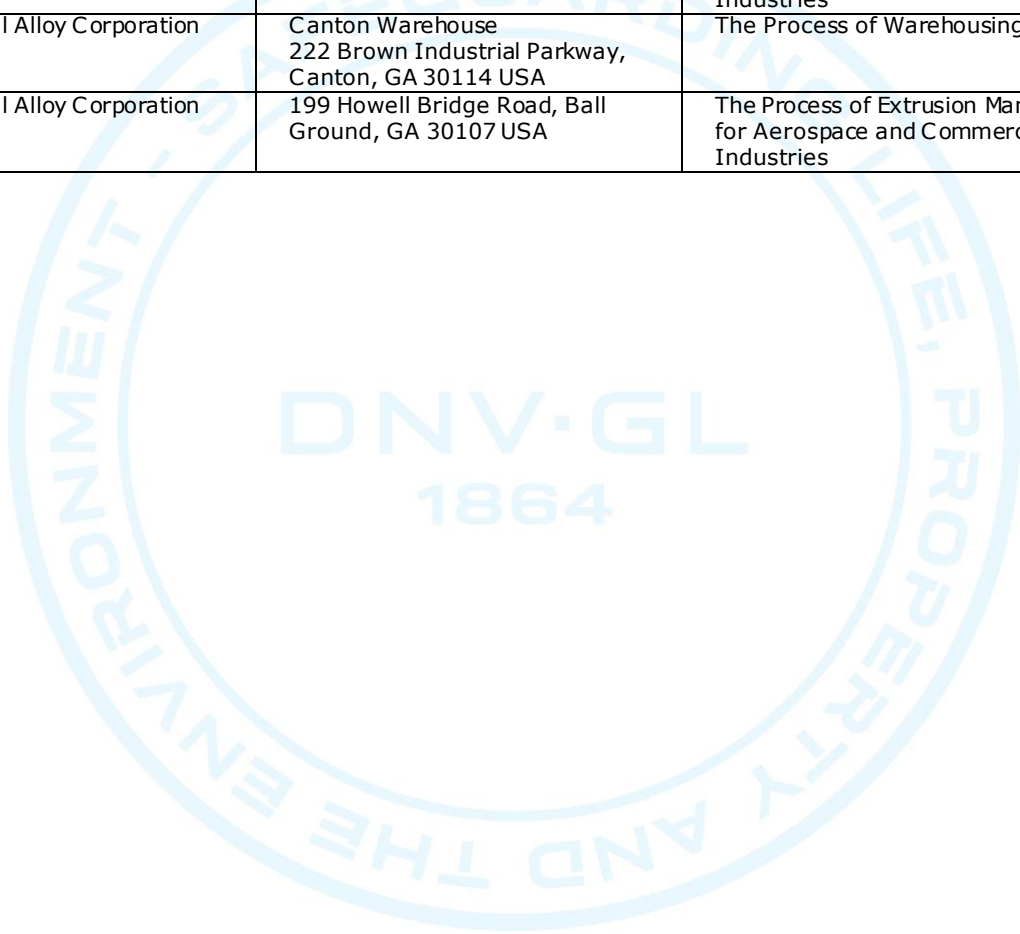 Industries
l Alloy Corporation
Canton Warehouse
222 Brown Industrial Parkway,
Canton, GA 30114 USA
The Process of Warehousing
l Alloy Corporation
199 Howell Bridge Road, Ball
Ground, GA 30107 USA
The Process of Extrusion
for Aerospace and
Industries
SAFEGUARDING LIFE, PROPERTY AND THE ENVIRONMENT –
DNV·GL
1864